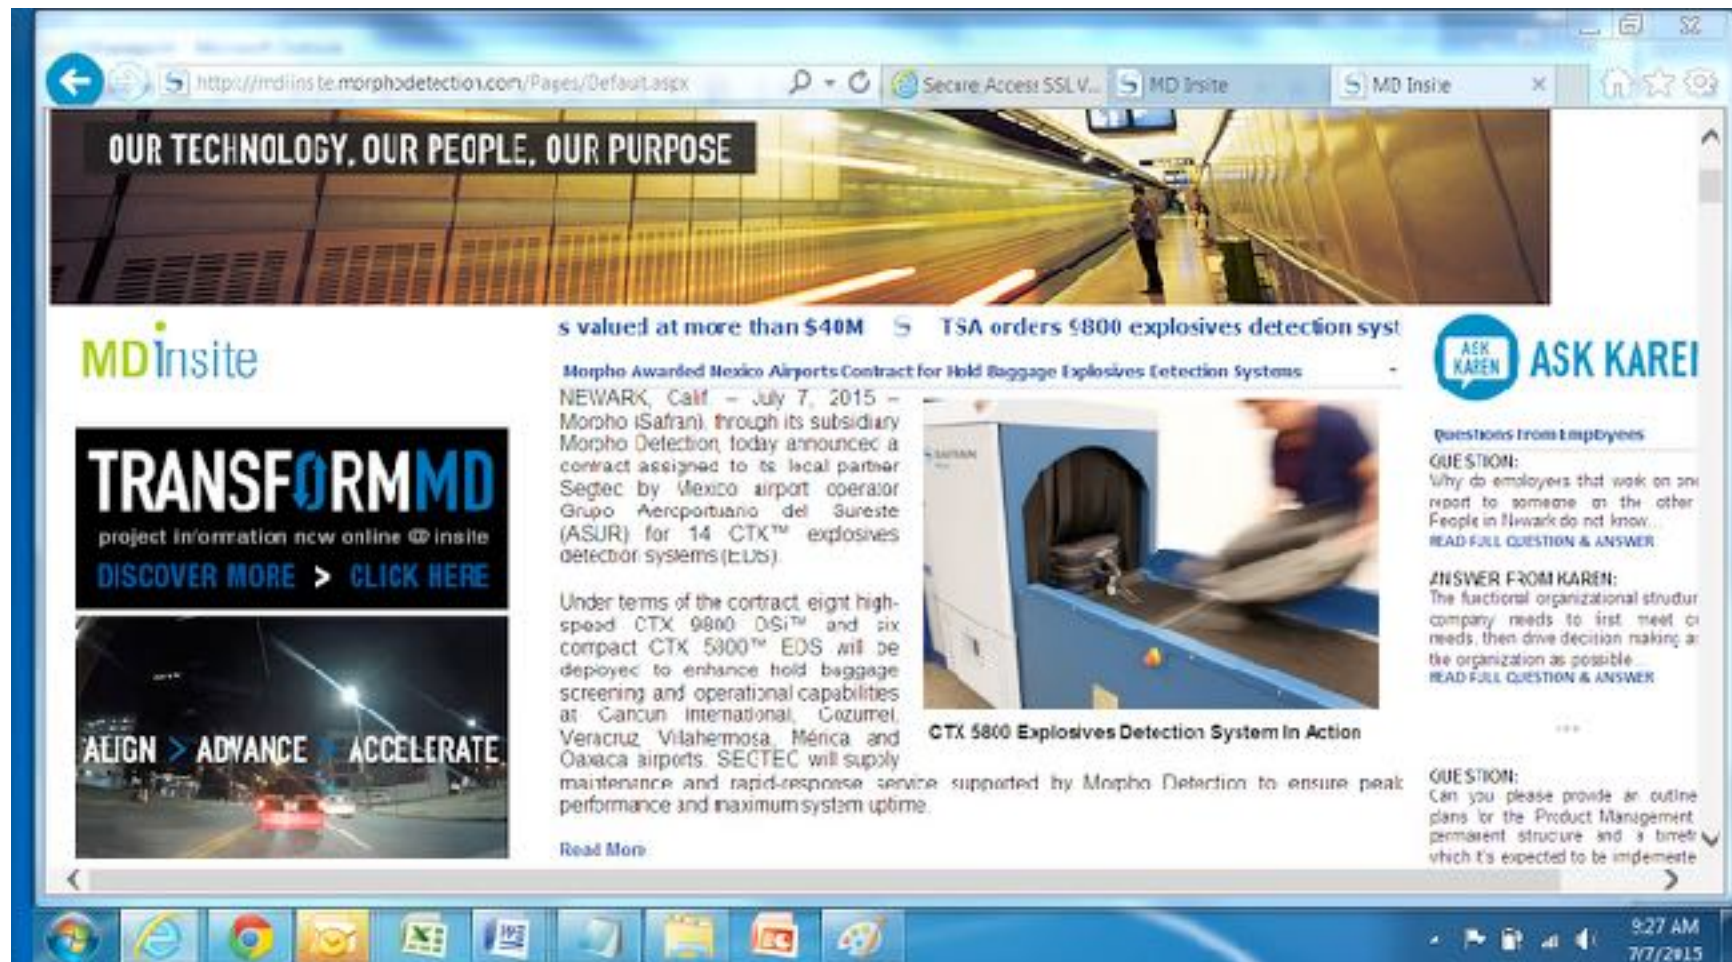 http://mdinsite.morphodetection.com/Pages/Default.aspx
Secure Access SSL V...
MD Insite
MD Insite
OUR TECHNOLOGY, OUR PEOPLE, OUR PURPOSE
MDInsite
s valued at more than $40M
TSA orders 9800 explosives detection syst
Morpho Awarded Mexico Airports Contract for Hold Baggage Explosives Detection Systems
NEWARK, Calif – July 7, 2015 –
Morpho (Safran), through its subsidiary
Morpho Detection, today announced a
contract assigned to its local partner
Segtec by Mexico airport operator
Grupo Aeroportuario del Sureste
(ASUR) for 14 CTX™ explosives
detection systems (EDS).
Under terms of the contract, eight high-
speed CTX 9800 DSi™ and six
compact CTX 5800™ EDS will be
deployed to enhance hold baggage
screening and operational capabilities
at Cancun International, Cozumel,
Veracruz, Villahermosa, Mérica and
Oaxaca airports. SECTEC will supply
maintenance and rapid-response service supported by Morpho Detection to ensure peak
performance and maximum system uptime.
Read More
SAFRAN
CTX 5800 Explosives Detection System In Action
TRANSFORMMD
project information now online @ insite
DISCOVER MORE > CLICK HERE
ALIGN > ADVANCE > ACCELERATE
ASK
KAREN
ASK KAREN
Questions from Employees
QUESTION:
Why do employees that work on one
report to someone on the other
People in Newark do not know...
READ FULL QUESTION & ANSWER
ANSWER FROM KAREN:
The functional organizational structur
company needs to first meet cu
needs, then drive decision making as
the organization as possible...
READ FULL QUESTION & ANSWER
QUESTION:
Can you please provide an outline
plans for the Product Management
permanent structure and a timefr
which it's expected to be implemente
9:27 AM
7/7/2015